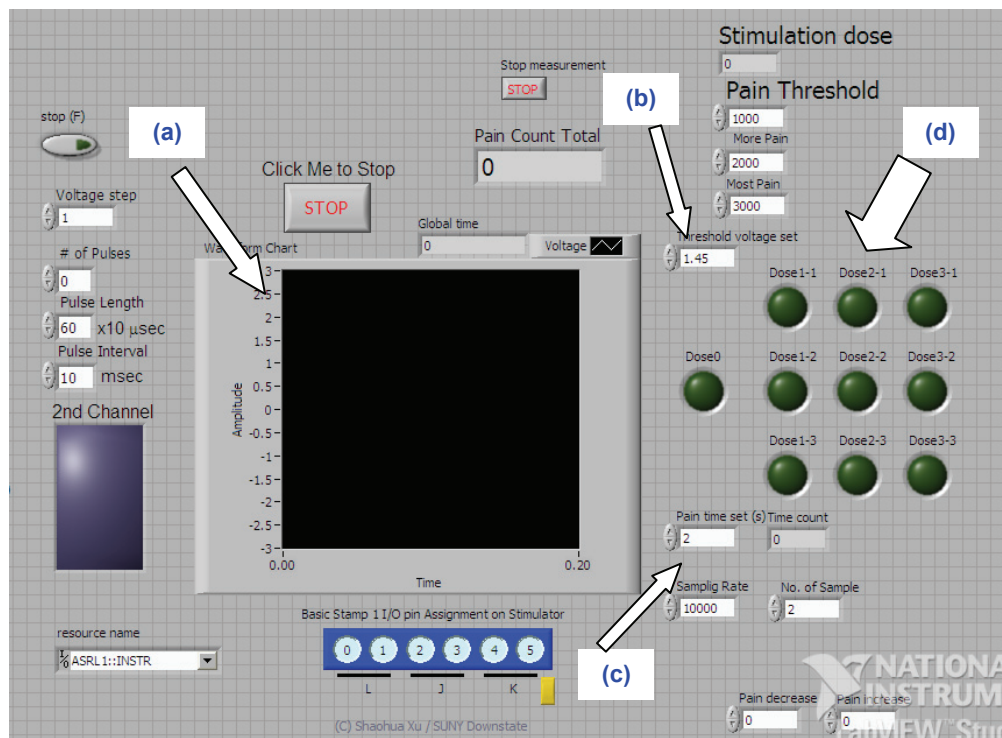 Stimulation dose
0
Stop measurement
STOP
(b)
Pain Threshold
1000
More Pain
2000
Most Pain
3000
(d)
stop (F)
(a)
Pain Count Total
0
Click Me to Stop
STOP
Voltage step
1
# of Pulses
0
Pulse Length
60 x10 µsec
Pulse Interval
10 msec
2nd Channel
Global time
0
Voltage
Waveform Chart
3
2.5
2
1.5
1
0.5
0
-0.5
-1
-1.5
-2
-2.5
-3
Amplitude
0.00 0.20
Time
Threshold voltage set
1.45
Dose1-1 Dose2-1 Dose3-1
Dose0 Dose1-2 Dose2-2 Dose3-2
Dose1-3 Dose2-3 Dose3-3
Pain time set (s) Time count
2 0
Samplig Rate No. of Sample
10000 2
(c)
Basic Stamp 1 I/O pin Assignment on Stimulator
0 1 2 3 4 5
L J K
resource name
I/O ASRL1::INSTR
(C) Shaohua Xu / SUNY Downstate
Pain decrease Pain increase
0 0
NATIONA
INSTRUM